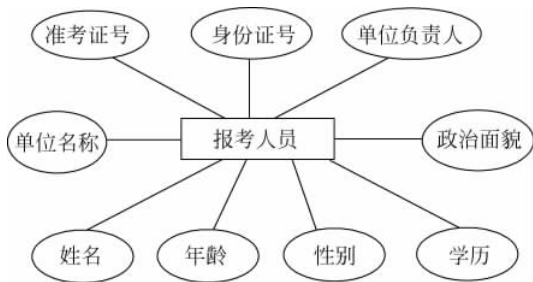 准考证号
身份证号
单位负责人
单位名称
报考人员
政治面貌
姓名
年龄
性别
学历